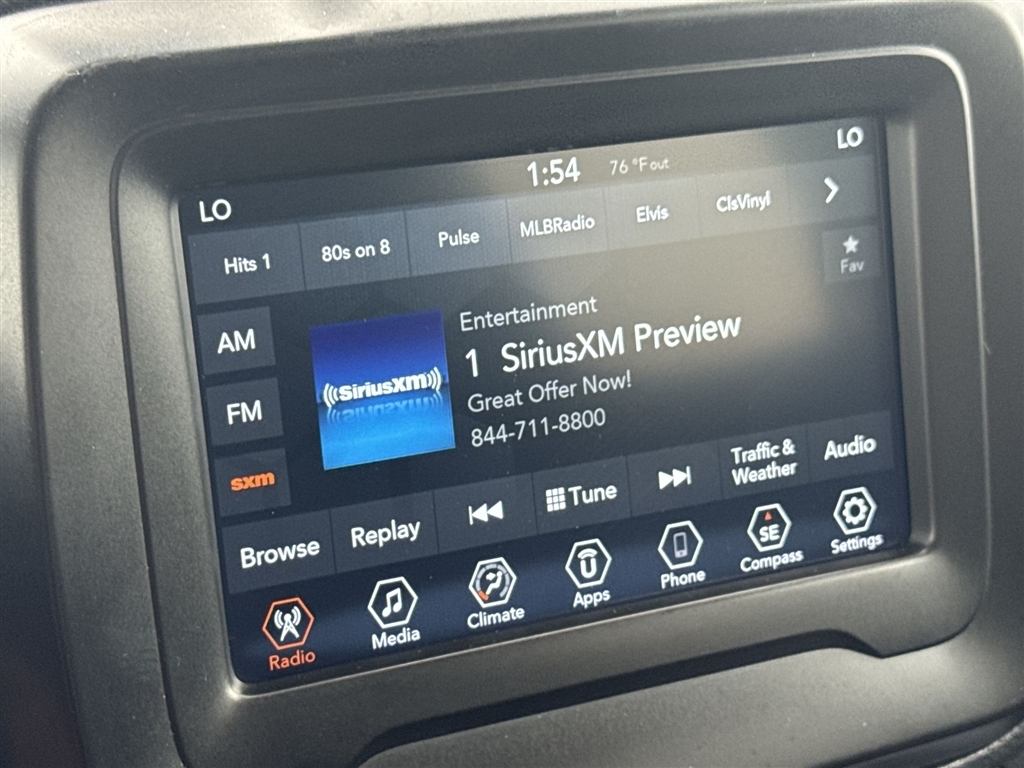 LO 1:54 76 °F out LO
Hits 1 80s on 8 Pulse MLBRadio Elvis ClsVinyl
Fav
AM
FM
sxm
((SiriusXM))
Entertainment
1 SiriusXM Preview
Great Offer Now!
844-711-8800
Browse Replay Tune Traffic & Weather Audio
Radio Media Climate Apps Phone SE Compass Settings